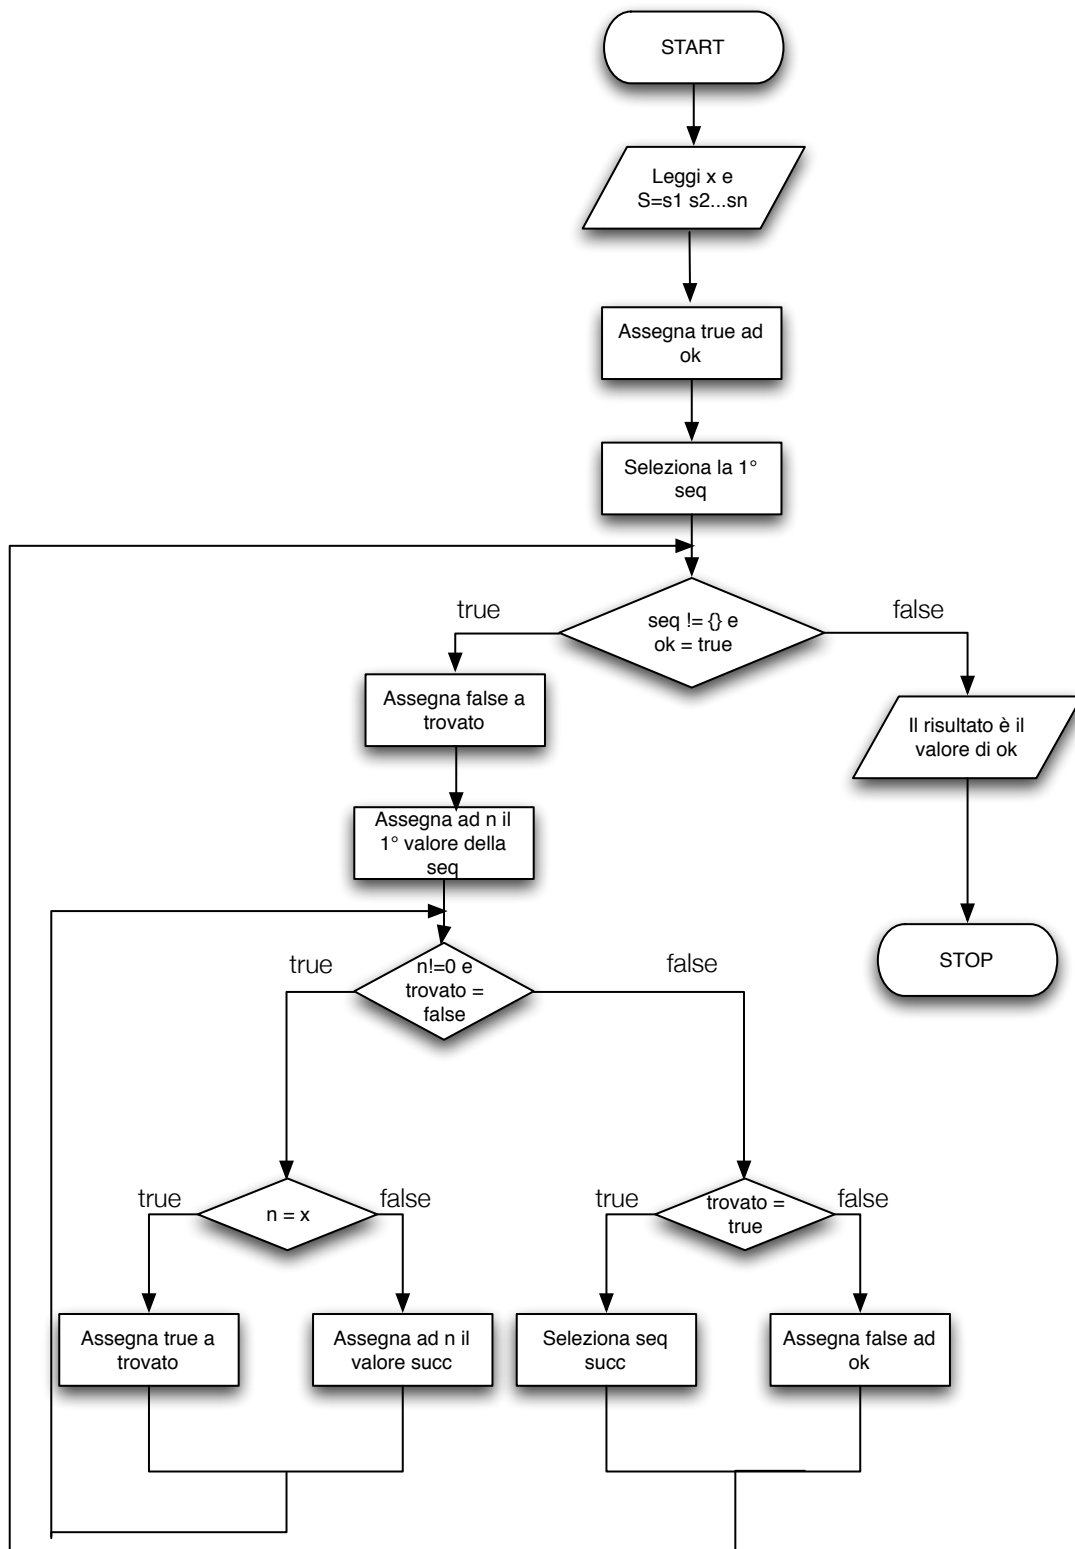 START
Leggi x e
S=s1 s2...sn
Assegna true ad
ok
Seleziona la 1°
seq
true
seq != {} e
ok = true
false
Assegna false a
trovato
Il risultato è il
valore di ok
Assegna ad n il
1° valore della
seq
STOP
true
n!=0 e
trovato =
false
false
true
n = x
false
true
trovato =
true
false
Assegna true a
trovato
Assegna ad n il
valore succ
Seleziona seq
succ
Assegna false ad
ok